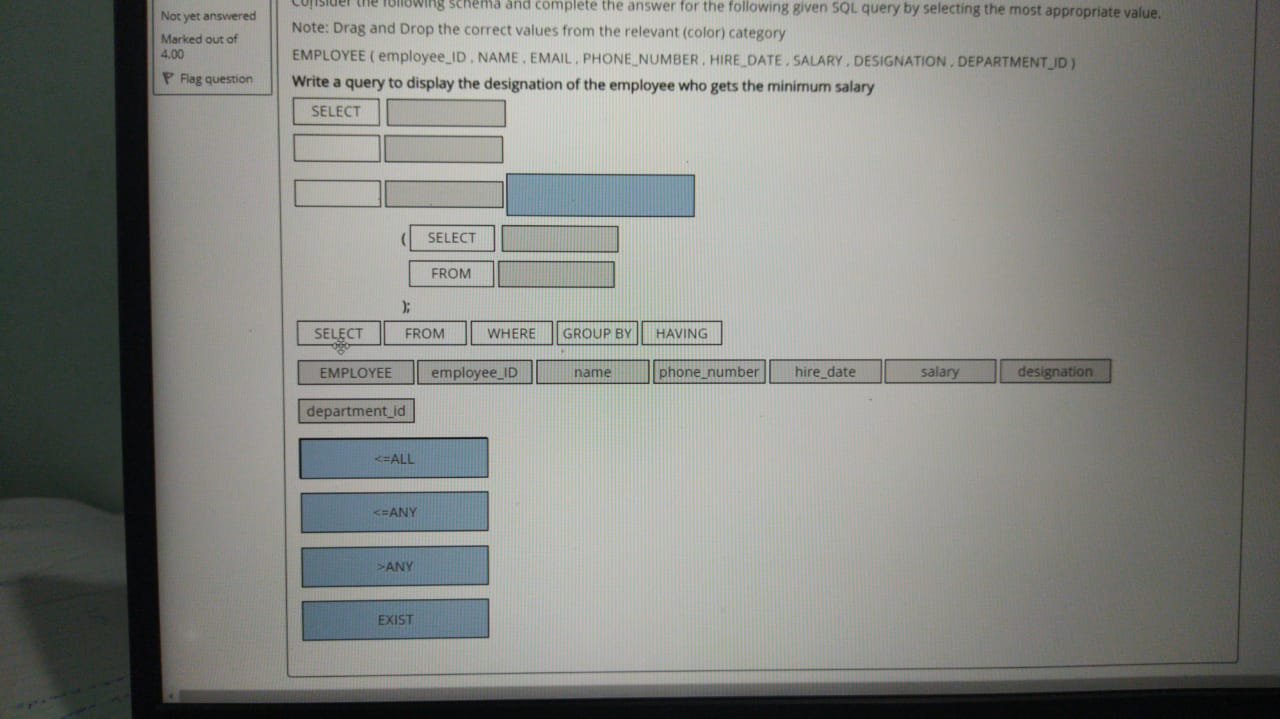 Not yet answered
Marked out of
4.00
Flag question
Consider the following schema and complete the answer for the following given SQL query by selecting the most appropriate value.
Note: Drag and Drop the correct values from the relevant (color) category
EMPLOYEE ( employee_ID , NAME , EMAIL , PHONE_NUMBER , HIRE_DATE , SALARY , DESIGNATION , DEPARTMENT_ID )
Write a query to display the designation of the employee who gets the minimum salary
SELECT
( SELECT
FROM
);
SELECT FROM WHERE GROUP BY HAVING
EMPLOYEE employee_ID name phone_number hire_date salary designation
department_id
<=ALL
<=ANY
>ANY
EXIST